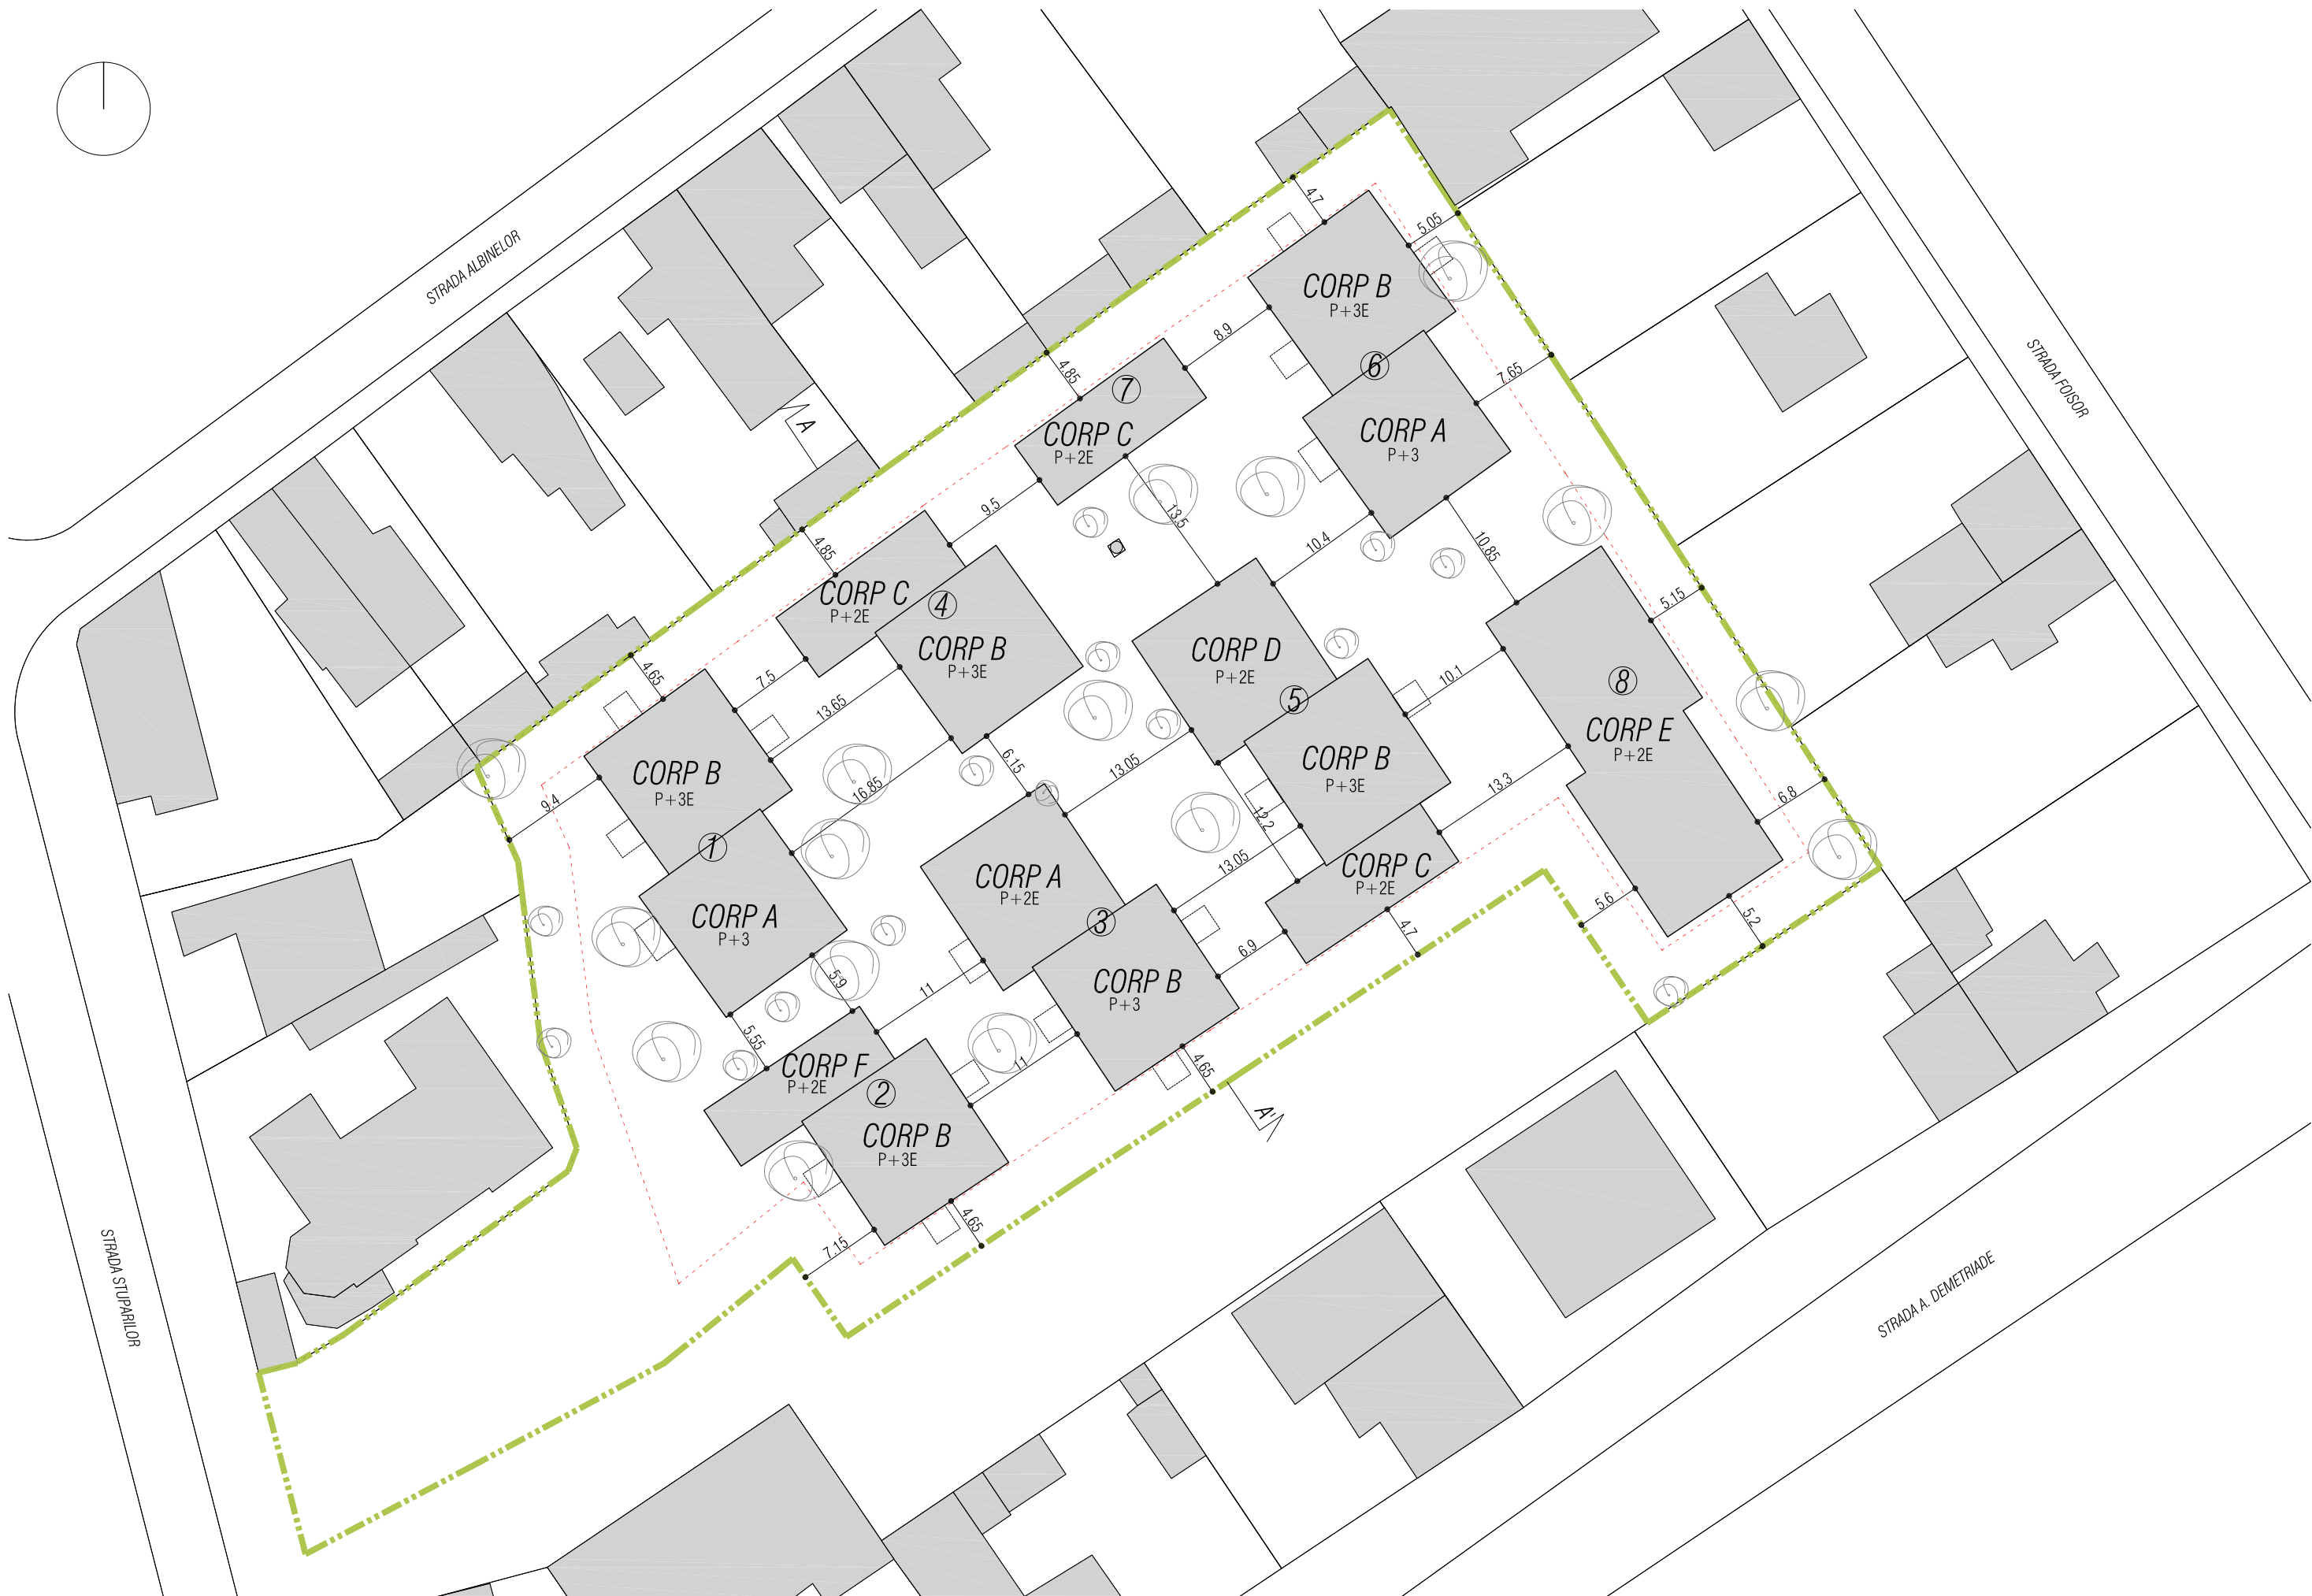 STRADA ALBINELOR
STRADA FOISOR
STRADA STUPARILOR
STRADA A. DEMETRIADE
A
A'
4.7
5.05
CORP B
P+3E
8.9
6
7.65
CORP A
P+3
4.85
7
CORP C
P+2E
9.5
13.5
10.4
10.85
4.85
CORP C
P+2E
4
CORP B
P+3E
4.65
7.5
13.65
CORP B
P+3E
9.4
16.85
6.15
1
CORP A
P+3
CORP D
P+2E
5
CORP B
P+3E
10.1
5.15
8
CORP E
P+2E
13.05
12.2
13.3
6.8
13.05
CORP C
P+2E
CORP A
P+2E
3
CORP B
P+3
6.9
4.7
5.6
5.2
5.9
5.55
11
11
CORP F
P+2E
2
CORP B
P+3E
4.65
4.65
7.15